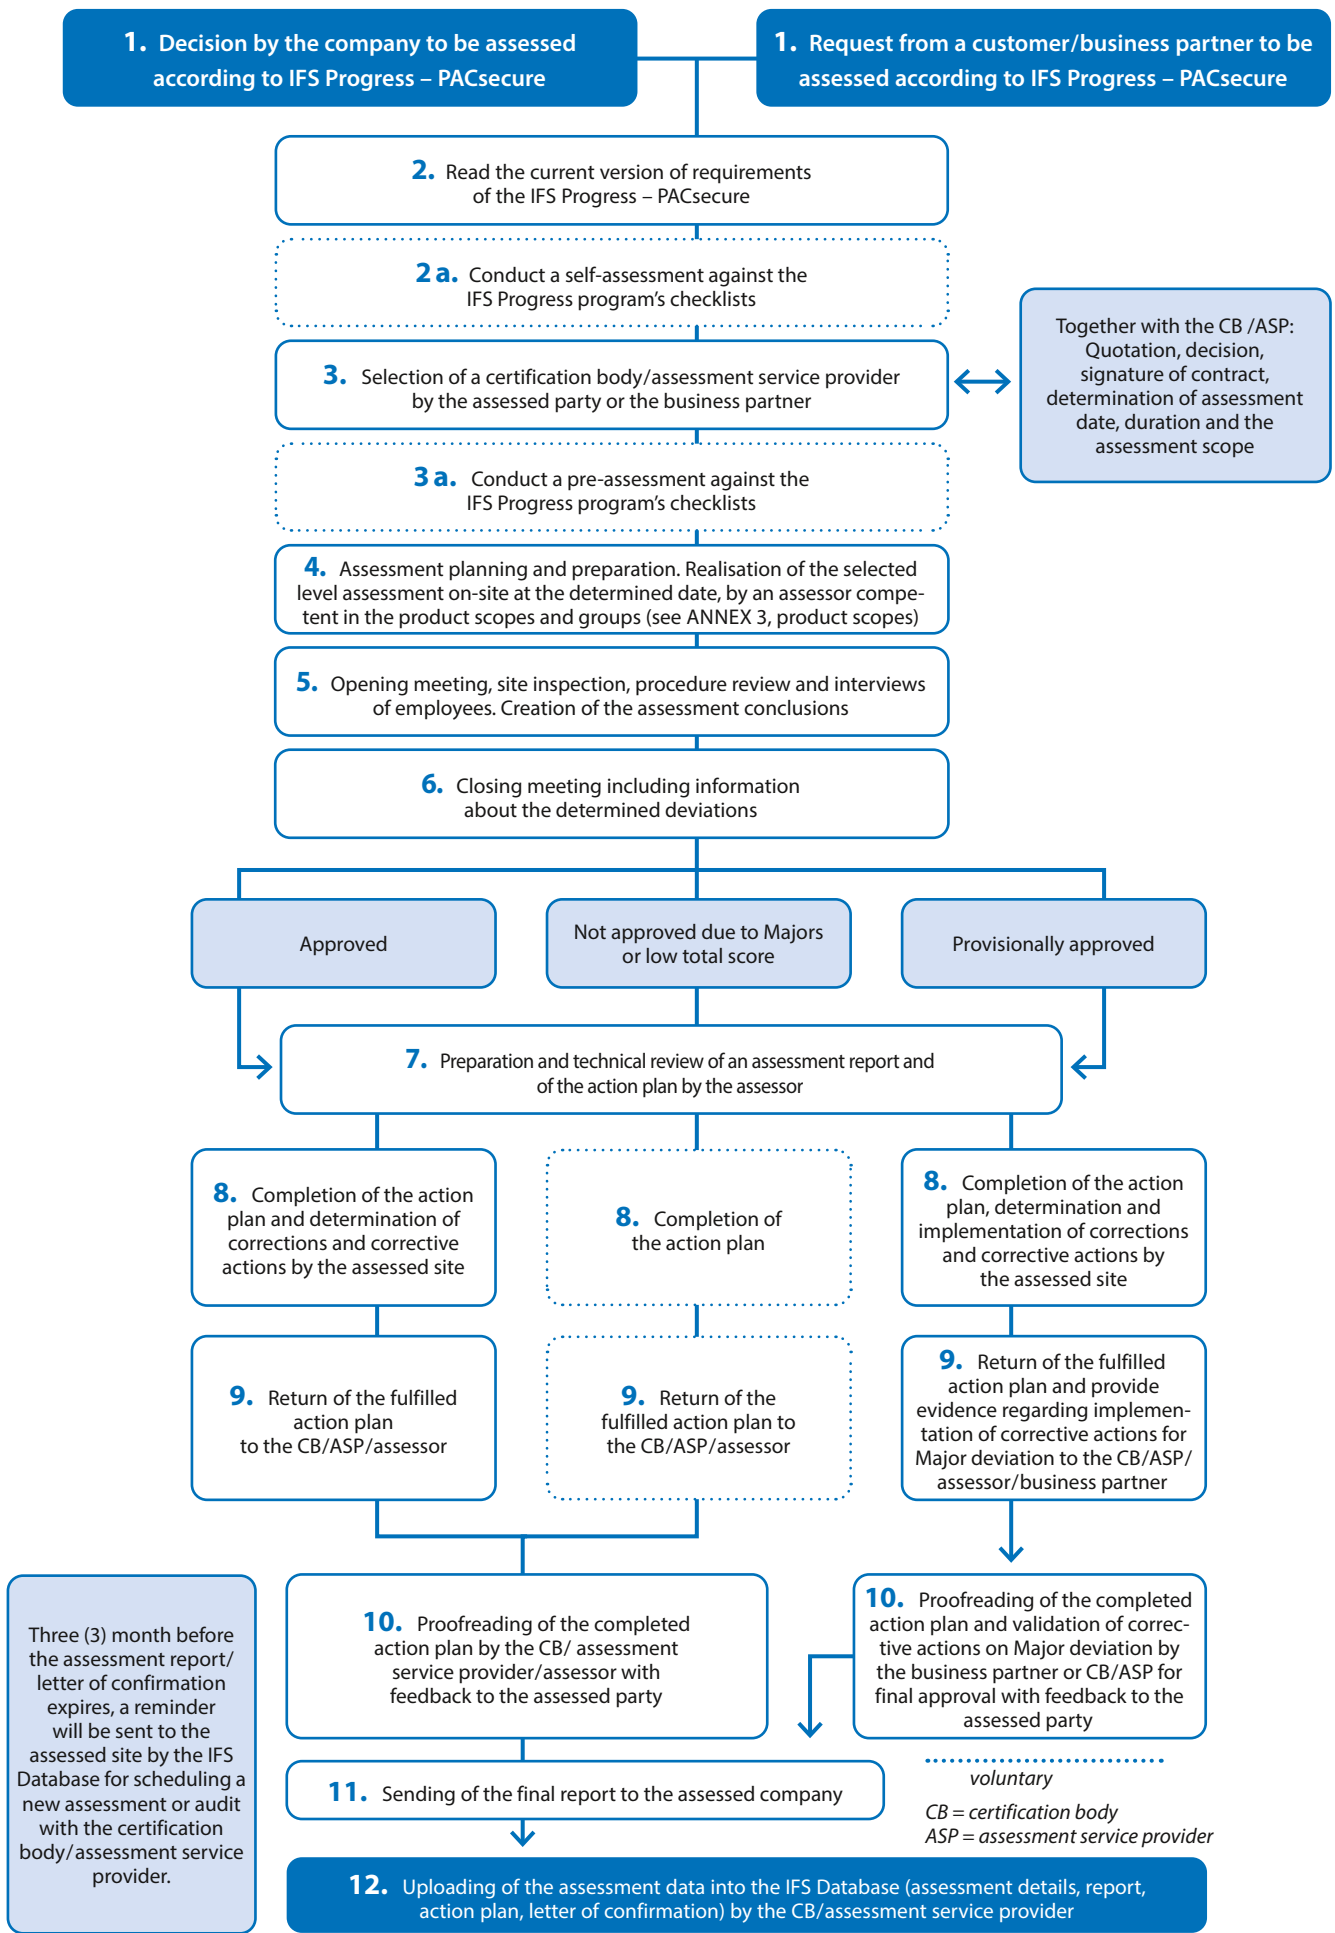 1. Decision by the company to be assessed
according to IFS Progress – PACsecure
1. Request from a customer/business partner to be
assessed according to IFS Progress – PACsecure
2. Read the current version of requirements
of the IFS Progress – PACsecure
2 a. Conduct a self-assessment against the
IFS Progress program’s checklists
3. Selection of a certification body/assessment service provider
by the assessed party or the business partner
Together with the CB /ASP:
Quotation, decision,
signature of contract,
determination of assessment
date, duration and the
assessment scope
3 a. Conduct a pre-assessment against the
IFS Progress program’s checklists
4. Assessment planning and preparation. Realisation of the selected
level assessment on-site at the determined date, by an assessor compe-
tent in the product scopes and groups (see ANNEX 3, product scopes)
5. Opening meeting, site inspection, procedure review and interviews
of employees. Creation of the assessment conclusions
6. Closing meeting including information
about the determined deviations
Approved
Not approved due to Majors
or low total score
Provisionally approved
7. Preparation and technical review of an assessment report and
of the action plan by the assessor
8. Completion of the action
plan and determination of
corrections and corrective
actions by the assessed site
8. Completion of
the action plan
8. Completion of the action
plan, determination and
implementation of corrections
and corrective actions by
the assessed site
9. Return of the fulfilled
action plan
to the CB/ASP/assessor
9. Return of the
fulfilled action plan to
the CB/ASP/assessor
9. Return of the fulfilled
action plan and provide
evidence regarding implemen-
tation of corrective actions for
Major deviation to the CB/ASP/
assessor/business partner
Three (3) month before
the assessment report/
letter of confirmation
expires, a reminder
will be sent to the
assessed site by the IFS
Database for scheduling a
new assessment or audit
with the certification
body/assessment service
provider.
10. Proofreading of the completed
action plan by the CB/ assessment
service provider/assessor with
feedback to the assessed party
10. Proofreading of the completed
action plan and validation of correc-
tive actions on Major deviation by
the business partner or CB/ASP for
final approval with feedback to the
assessed party
11. Sending of the final report to the assessed company
voluntary
CB = certification body
ASP = assessment service provider
12. Uploading of the assessment data into the IFS Database (assessment details, report,
action plan, letter of confirmation) by the CB/assessment service provider